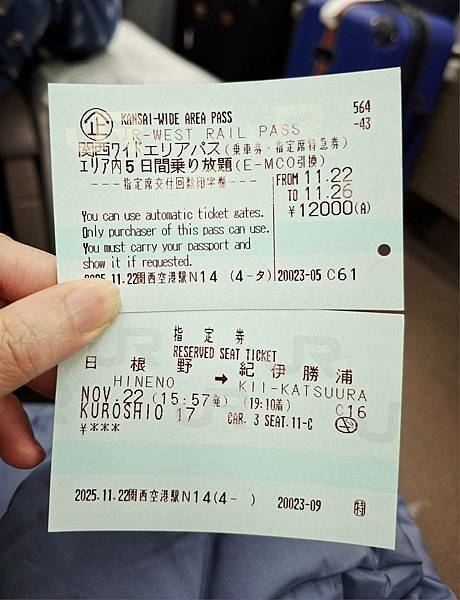 企 KANSAI-WIDE AREA PASS 564
JR-WEST RAIL PASS -43
関西ワイドエリアパス(乗車券・指定席特急券)
エリア内5日間乗り放題(E-MCO引換)
---指定席交付回数印字欄---
FROM 11.22
TO 11.26
¥12000(A)
You can use automatic ticket gates.
Only purchaser of this pass can use.
You must carry your passport and
show it if requested.
2025.11.22関西空港駅N14 (4-タ) 20023-05 C61
指定券
RESERVED SEAT TICKET
日根野 → 紀伊勝浦
HINENO KII-KATSUURA
NOV.22 (15:57発) (19:10着) C16
KUROSHIO 17 CAR. 3 SEAT.11-C
¥***
2025.11.22関西空港駅N14(4- ) 20023-09 特